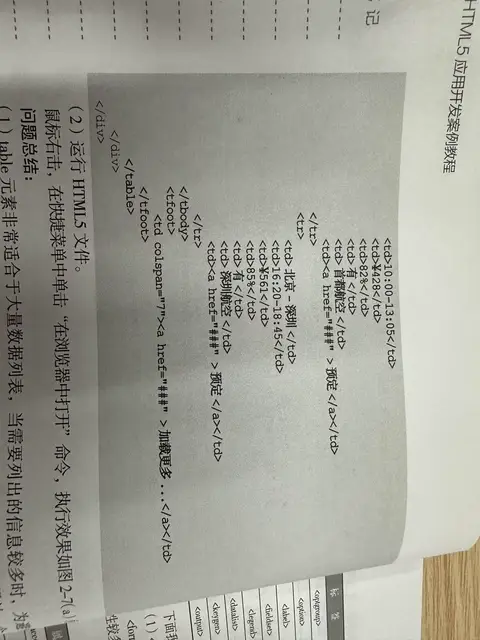 HTML5 应用开发案例教程
记
<td>10:00-13:05</td>
<td>¥428</td>
<td>82%</td>
<td> 有 </td>
<td> 首都航空 </td>
<td><a href="###" > 预定 </a></td>
</tr>
<tr>
<td> 北京 – 深圳 </td>
<td>16:20-18:45</td>
<td>¥561</td>
<td>85%</td>
<td> 有 </td>
<td> 深圳航空 </td>
<td><a href="###" > 预定 </a></td>
</tr>
</tbody>
<tfoot>
<td colspan="7"><a href="###" > 加载更多 ...</a></td>
</tfoot>
</table>
</div>
</div>
（2）运行 HTML5 文件。
鼠标右击，在快捷菜单中单击“在浏览器中打开”命令，执行效果如图 2-7(a)
问题总结：
（1）table 元素非常适合于大量数据列表，当需要列出的信息较多时，为
标 签
<optgroup>
<option>
<label>
<fieldset>
<legend>
<datalist>
<keygen>
<output>
下面我